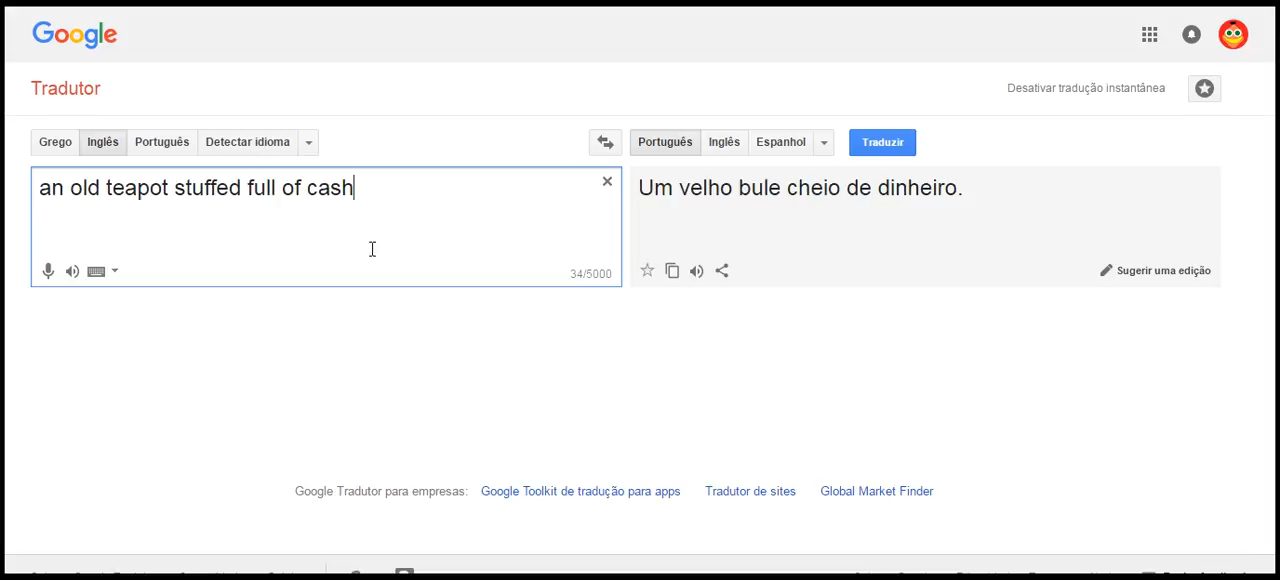 Google
Tradutor
Desativar tradução instantânea
Grego Inglês Português Detectar idioma
Português Inglês Espanhol Traduzir
an old teapot stuffed full of cash
Um velho bule cheio de dinheiro.
34/5000
Sugerir uma edição
Google Tradutor para empresas: Google Toolkit de tradução para apps Tradutor de sites Global Market Finder